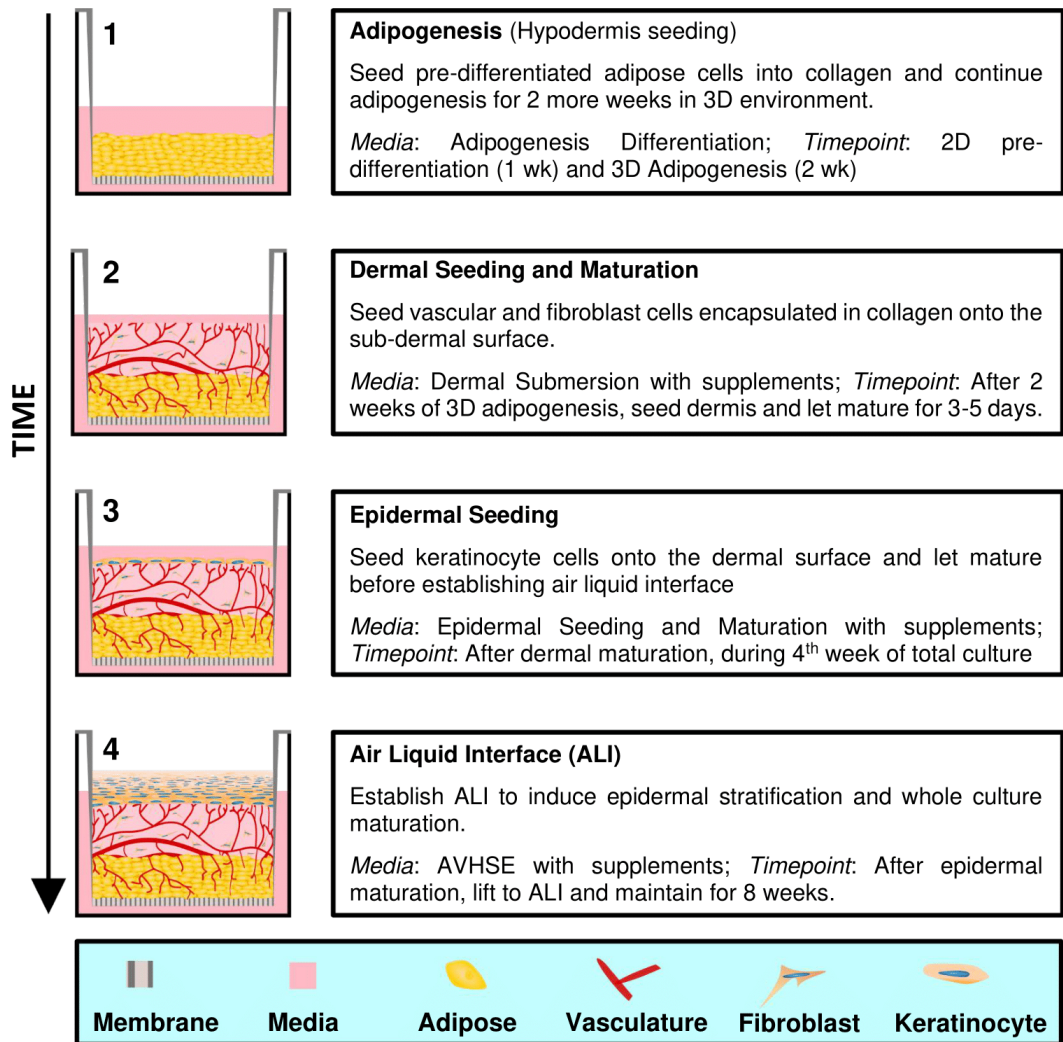 1
Adipogenesis (Hypodermis seeding)
Seed pre-differentiated adipose cells into collagen and continue
adipogenesis for 2 more weeks in 3D environment.
Media: Adipogenesis Differentiation; Timepoint: 2D pre-
differentiation (1 wk) and 3D Adipogenesis (2 wk)
2
Dermal Seeding and Maturation
Seed vascular and fibroblast cells encapsulated in collagen onto the
sub-dermal surface.
Media: Dermal Submersion with supplements; Timepoint: After 2
weeks of 3D adipogenesis, seed dermis and let mature for 3-5 days.
TIME
3
Epidermal Seeding
Seed keratinocyte cells onto the dermal surface and let mature
before establishing air liquid interface
Media: Epidermal Seeding and Maturation with supplements;
Timepoint: After dermal maturation, during 4th week of total culture
4
Air Liquid Interface (ALI)
Establish ALI to induce epidermal stratification and whole culture
maturation.
Media: AVHSE with supplements; Timepoint: After epidermal
maturation, lift to ALI and maintain for 8 weeks.
Membrane Media Adipose Vasculature Fibroblast Keratinocyte